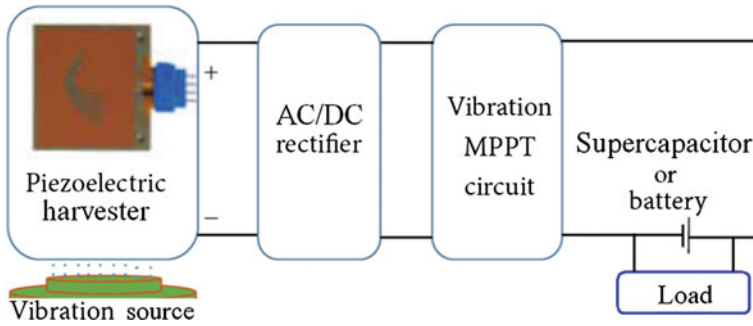 +
Piezoelectric
harvester
−
Vibration source
AC/DC
rectifier
Vibration
MPPT
circuit
Supercapacitor
or
battery
Load